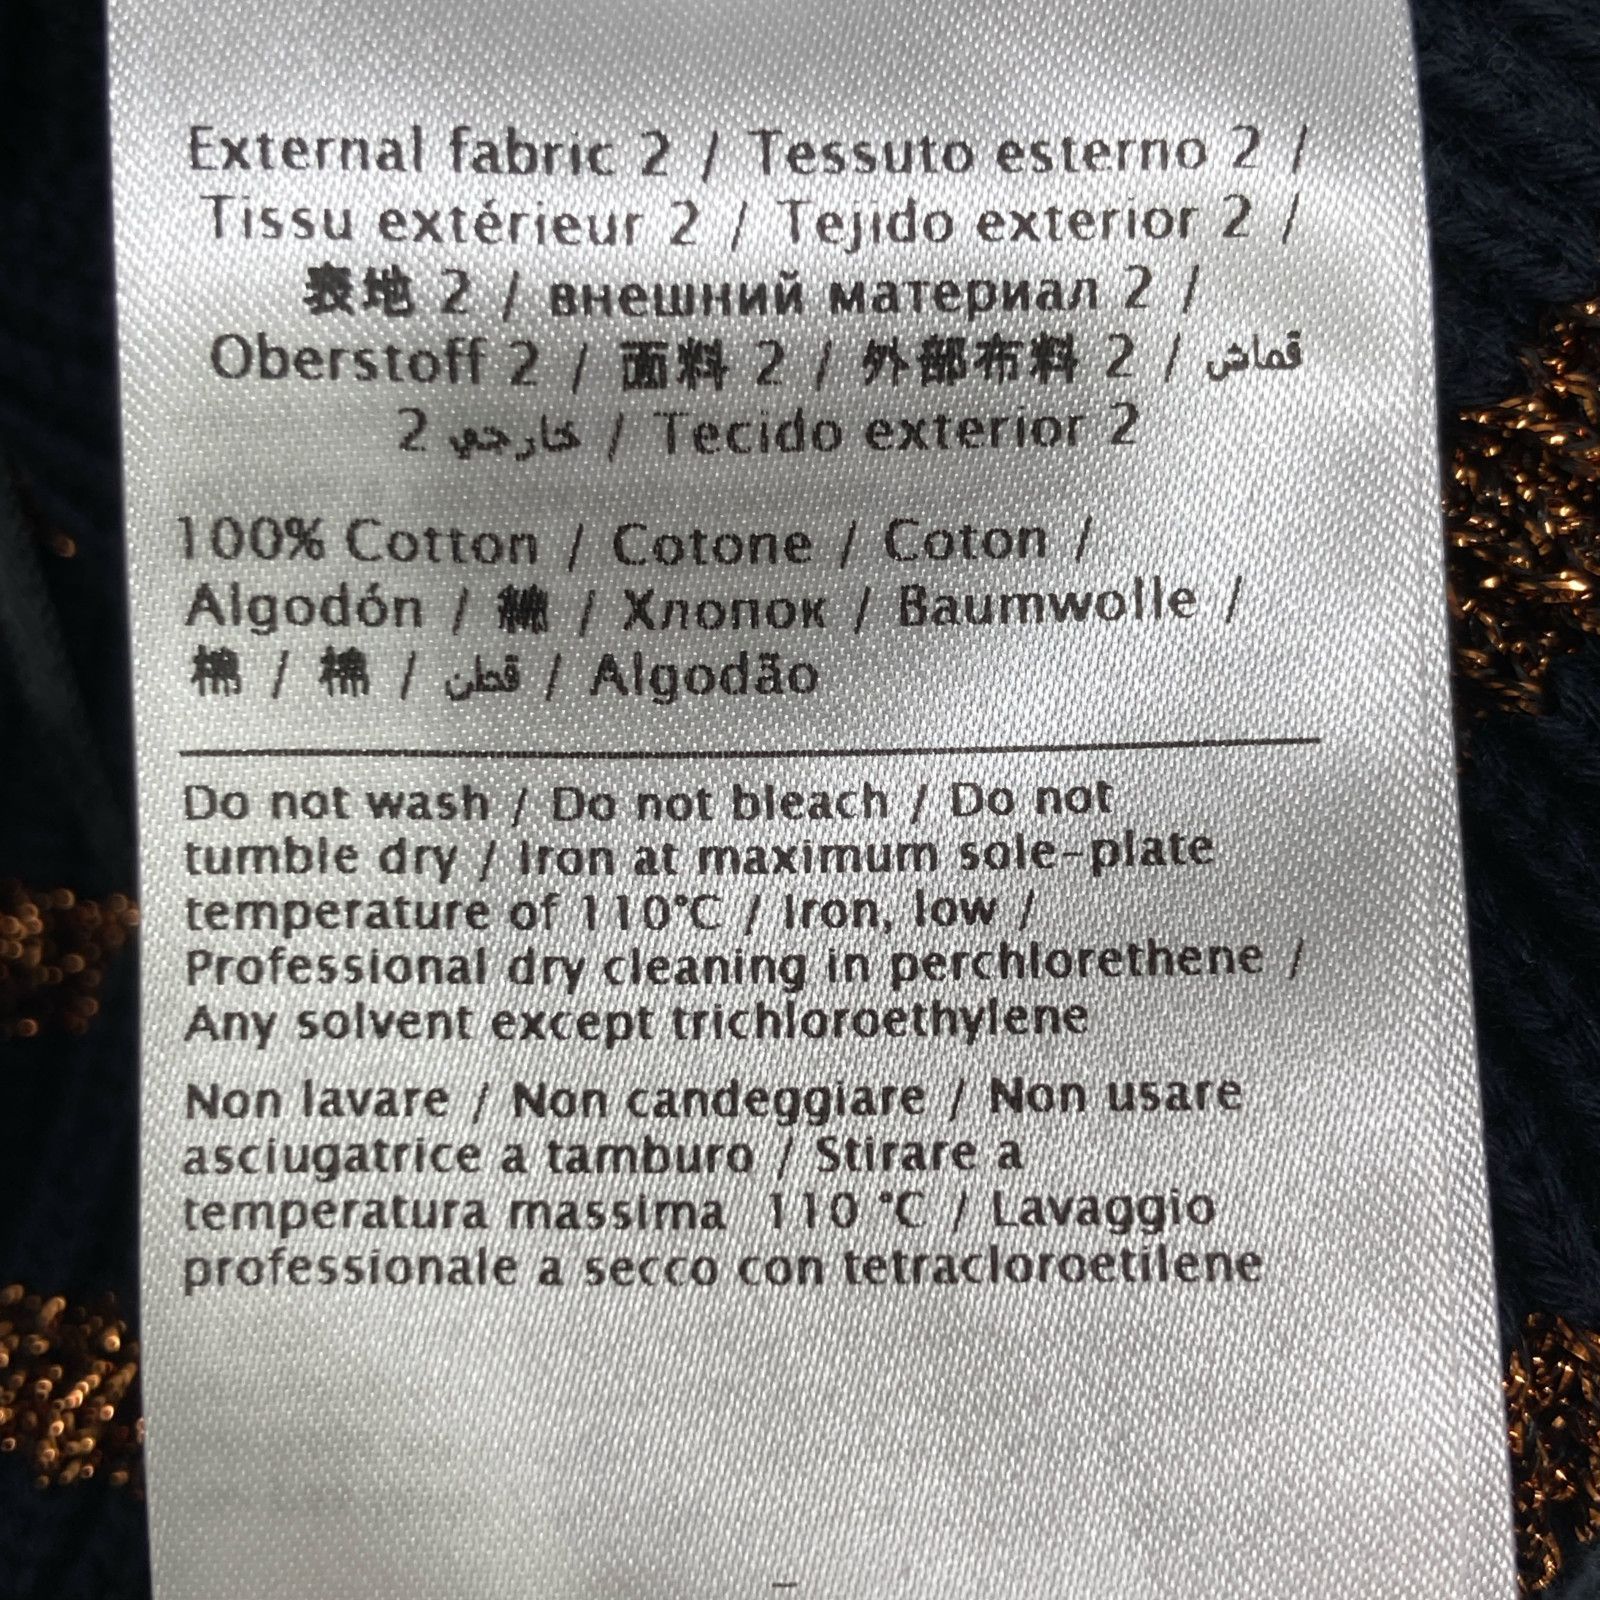 External fabric 2 / Tessuto esterno 2 /
Tissu extérieur 2 / Tejido exterior 2 /
表地 2 / внешний материал 2 /
Oberstoff 2 / 面料 2 / 外部布料 2 / قماش
خارجي 2 / Tecido exterior 2
100% Cotton / Cotone / Coton /
Algodón / 綿 / Хлопок / Baumwolle /
棉 / 棉 / قطن / Algodão
Do not wash / Do not bleach / Do not
tumble dry / Iron at maximum sole-plate
temperature of 110°C / Iron, low /
Professional dry cleaning in perchlorethene /
Any solvent except trichloroethylene
Non lavare / Non candeggiare / Non usare
asciugatrice a tamburo / Stirare a
temperatura massima 110 °C / Lavaggio
professionale a secco con tetracloroetilene